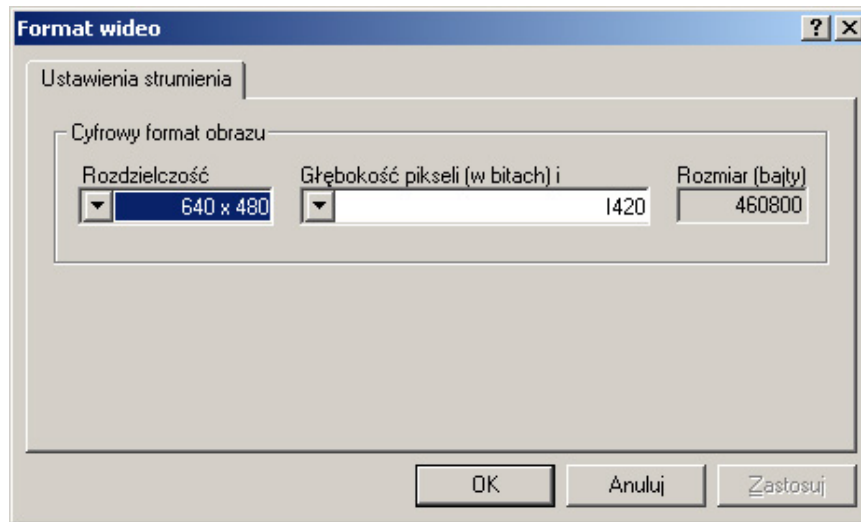 Format wideo
Ustawienia strumienia
Cyfrowy format obrazu
Rozdzielczość Głębokość pikseli (w bitach) i Rozmiar (bajty)
640 x 480 I420 460800
OK Anuluj Zastosuj